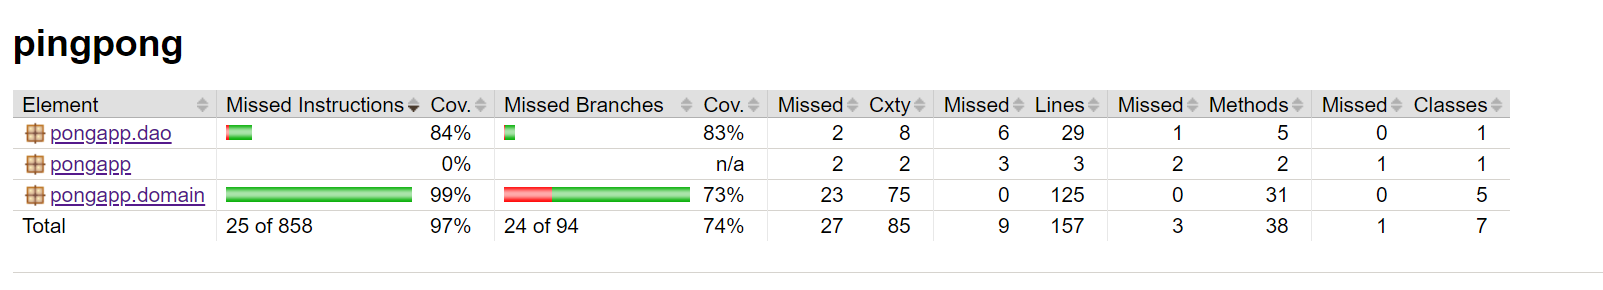 pingpong
Element Missed Instructions Cov. Missed Branches Cov. Missed Cxty Missed Lines Missed Methods Missed Classes
pongapp.dao 84% 83% 2 8 6 29 1 5 0 1
pongapp 0% n/a 2 2 3 3 2 2 1 1
pongapp.domain 99% 73% 23 75 0 125 0 31 0 5
Total 25 of 858 97% 24 of 94 74% 27 85 9 157 3 38 1 7